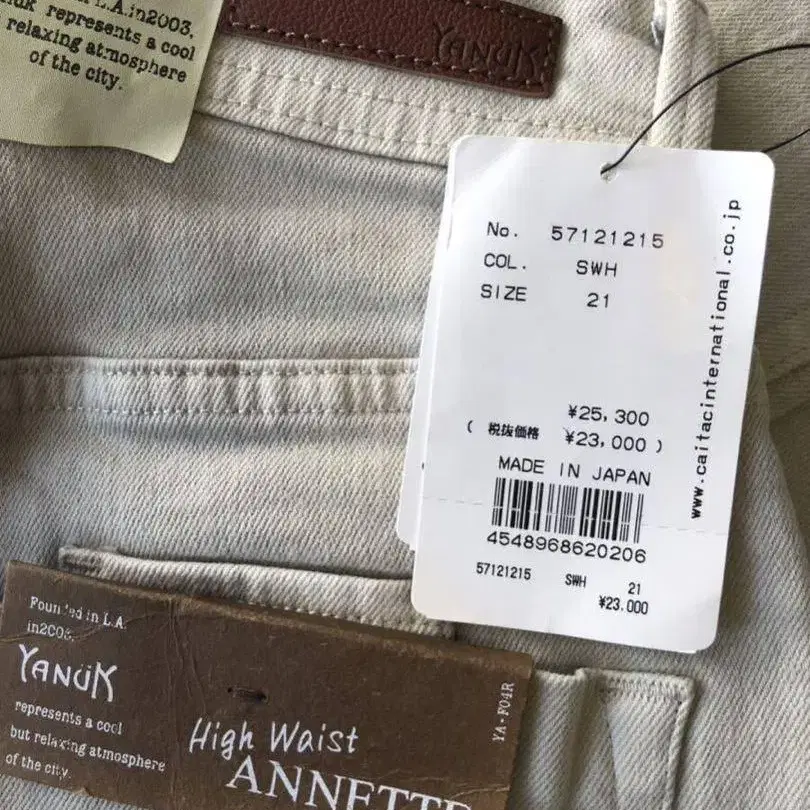 L.A.in2003.
represents a cool
relaxing atmosphere
of the city.
YANUK
No. 57121215
COL. SWH
SIZE 21
¥25,300
( 税抜価格 ¥23,000 )
MADE IN JAPAN
4548968620206
57121215 SWH 21
¥23.000
www.caitacinternational.co.jp
Founded in L.A.
YANUK
represents a cool
but relaxing atmosphere
of the city.
High Waist
ANNETTE
YA-F04R